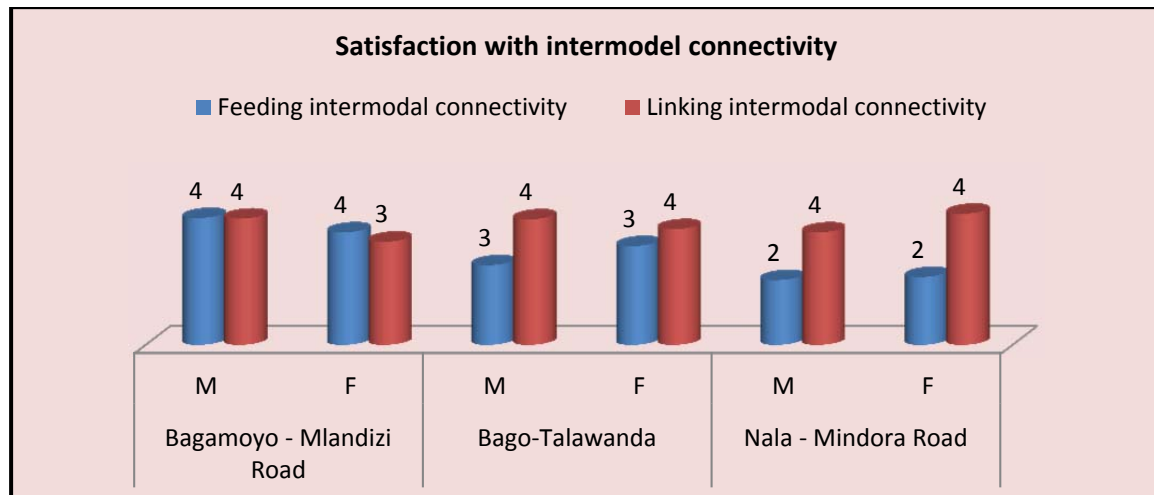 Satisfaction with intermodel connectivity
Feeding intermodal connectivity Linking intermodal connectivity
4 4 4 3 3 4 3 4 2 4 2 4
M F M F M F
Bagamoyo - Mlandizi Road Bago-Talawanda Nala - Mindora Road